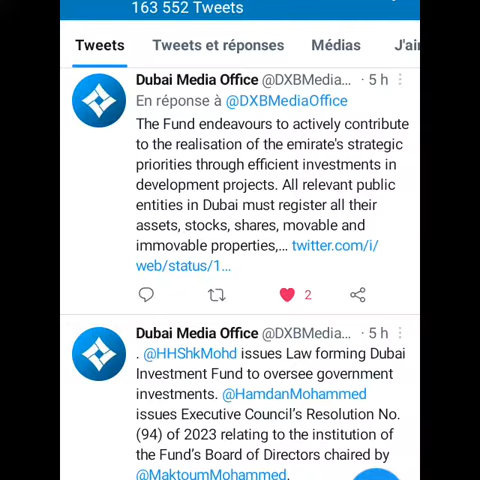 163 552 Tweets
Tweets Tweets et réponses Médias J'ai
Dubai Media Office @DXBMedia... · 5 h
En réponse à @DXBMediaOffice
The Fund endeavours to actively contribute
to the realisation of the emirate's strategic
priorities through efficient investments in
development projects. All relevant public
entities in Dubai must register all their
assets, stocks, shares, movable and
immovable properties,... twitter.com/i/
web/status/1...
2
Dubai Media Office @DXBMedia... · 5 h
. @HHShkMohd issues Law forming Dubai
Investment Fund to oversee government
investments. @HamdanMohammed
issues Executive Council's Resolution No.
(94) of 2023 relating to the institution of
the Fund's Board of Directors chaired by
@MaktoumMohammed.